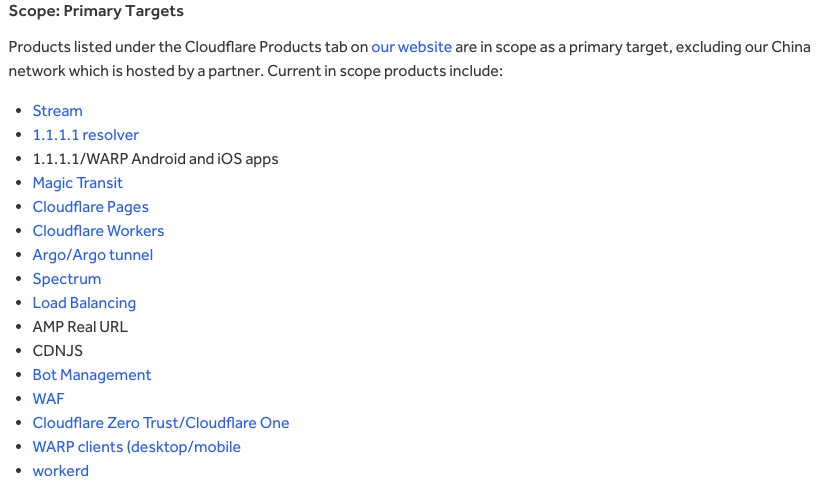 Scope: Primary Targets
Products listed under the Cloudflare Products tab on our website are in scope as a primary target, excluding our China
network which is hosted by a partner. Current in scope products include:
• Stream
• 1.1.1.1 resolver
• 1.1.1.1/WARP Android and iOS apps
• Magic Transit
• Cloudflare Pages
• Cloudflare Workers
• Argo/Argo tunnel
• Spectrum
• Load Balancing
• AMP Real URL
• CDNJS
• Bot Management
• WAF
• Cloudflare Zero Trust/Cloudflare One
• WARP clients (desktop/mobile
• workerd